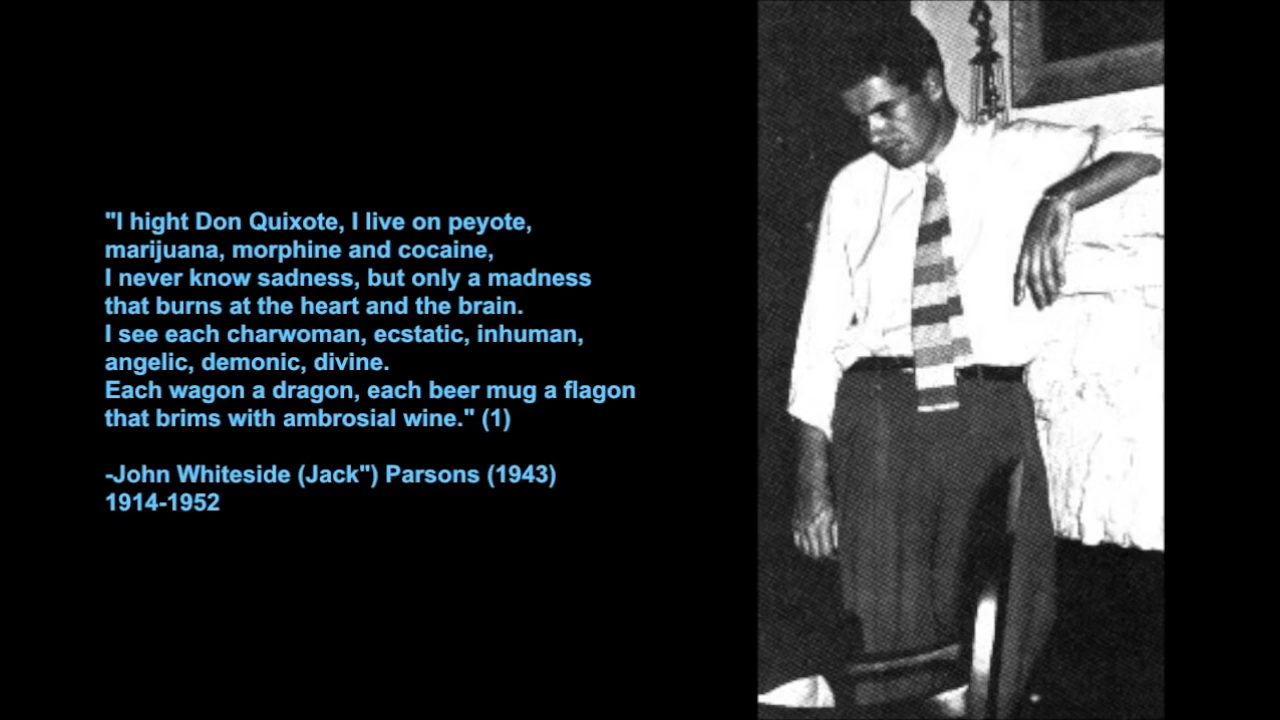 "I hight Don Quixote, I live on peyote,
marijuana, morphine and cocaine,
I never know sadness, but only a madness
that burns at the heart and the brain.
I see each charwoman, ecstatic, inhuman,
angelic, demonic, divine.
Each wagon a dragon, each beer mug a flagon
that brims with ambrosial wine." (1)
-John Whiteside (Jack") Parsons (1943)
1914-1952